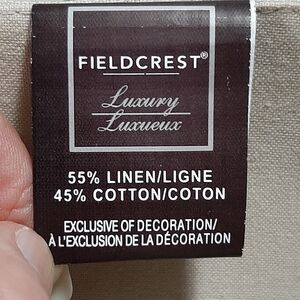 FIELDCREST®
Luxury
Luxueux
55% LINEN/LIGNE
45% COTTON/COTON
EXCLUSIVE OF DECORATION/
À L'EXCLUSION DE LA DÉCORATION